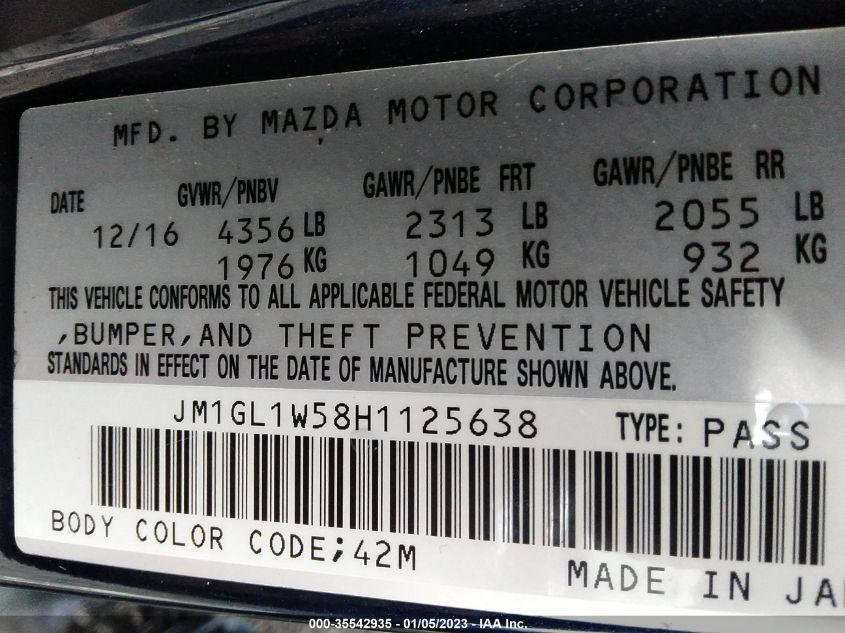 MFD. BY MAZDA MOTOR CORPORATION
DATE GVWR/PNBV GAWR/PNBE FRT GAWR/PNBE RR
12/16 4356 LB 2313 LB 2055 LB
1976 KG 1049 KG 932 KG
THIS VEHICLE CONFORMS TO ALL APPLICABLE FEDERAL MOTOR VEHICLE SAFETY
,BUMPER,AND THEFT PREVENTION
STANDARDS IN EFFECT ON THE DATE OF MANUFACTURE SHOWN ABOVE.
JM1GL1W58H1125638 TYPE: PASS
BODY COLOR CODE;42M
MADE IN JA
000-35542935 - 01/05/2023 - IAA Inc.